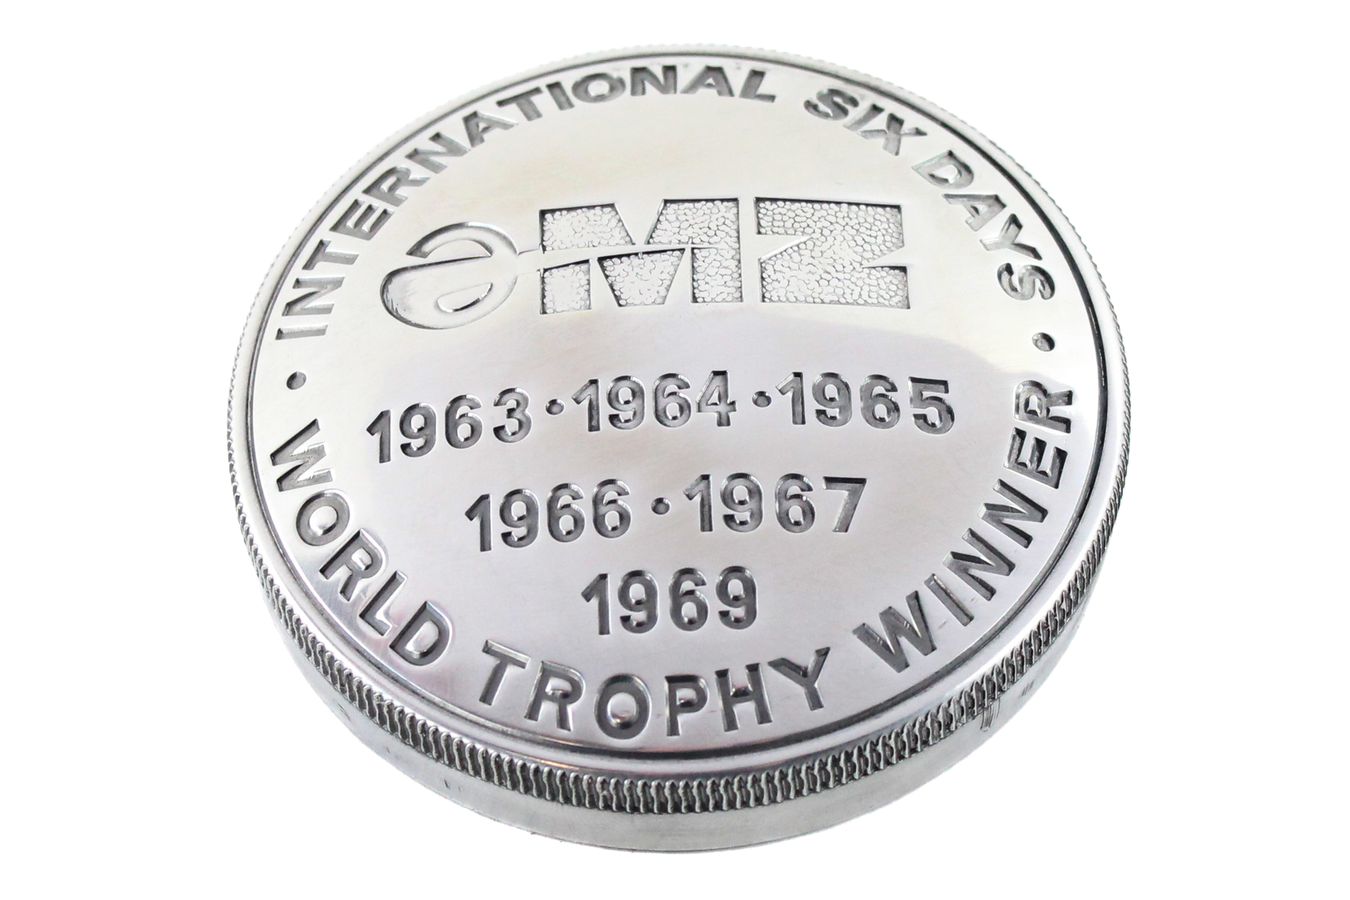 • INTERNATIONAL SIX DAYS •
MZ
1963 • 1964 • 1965
1966 • 1967
1969
WORLD TROPHY WINNER